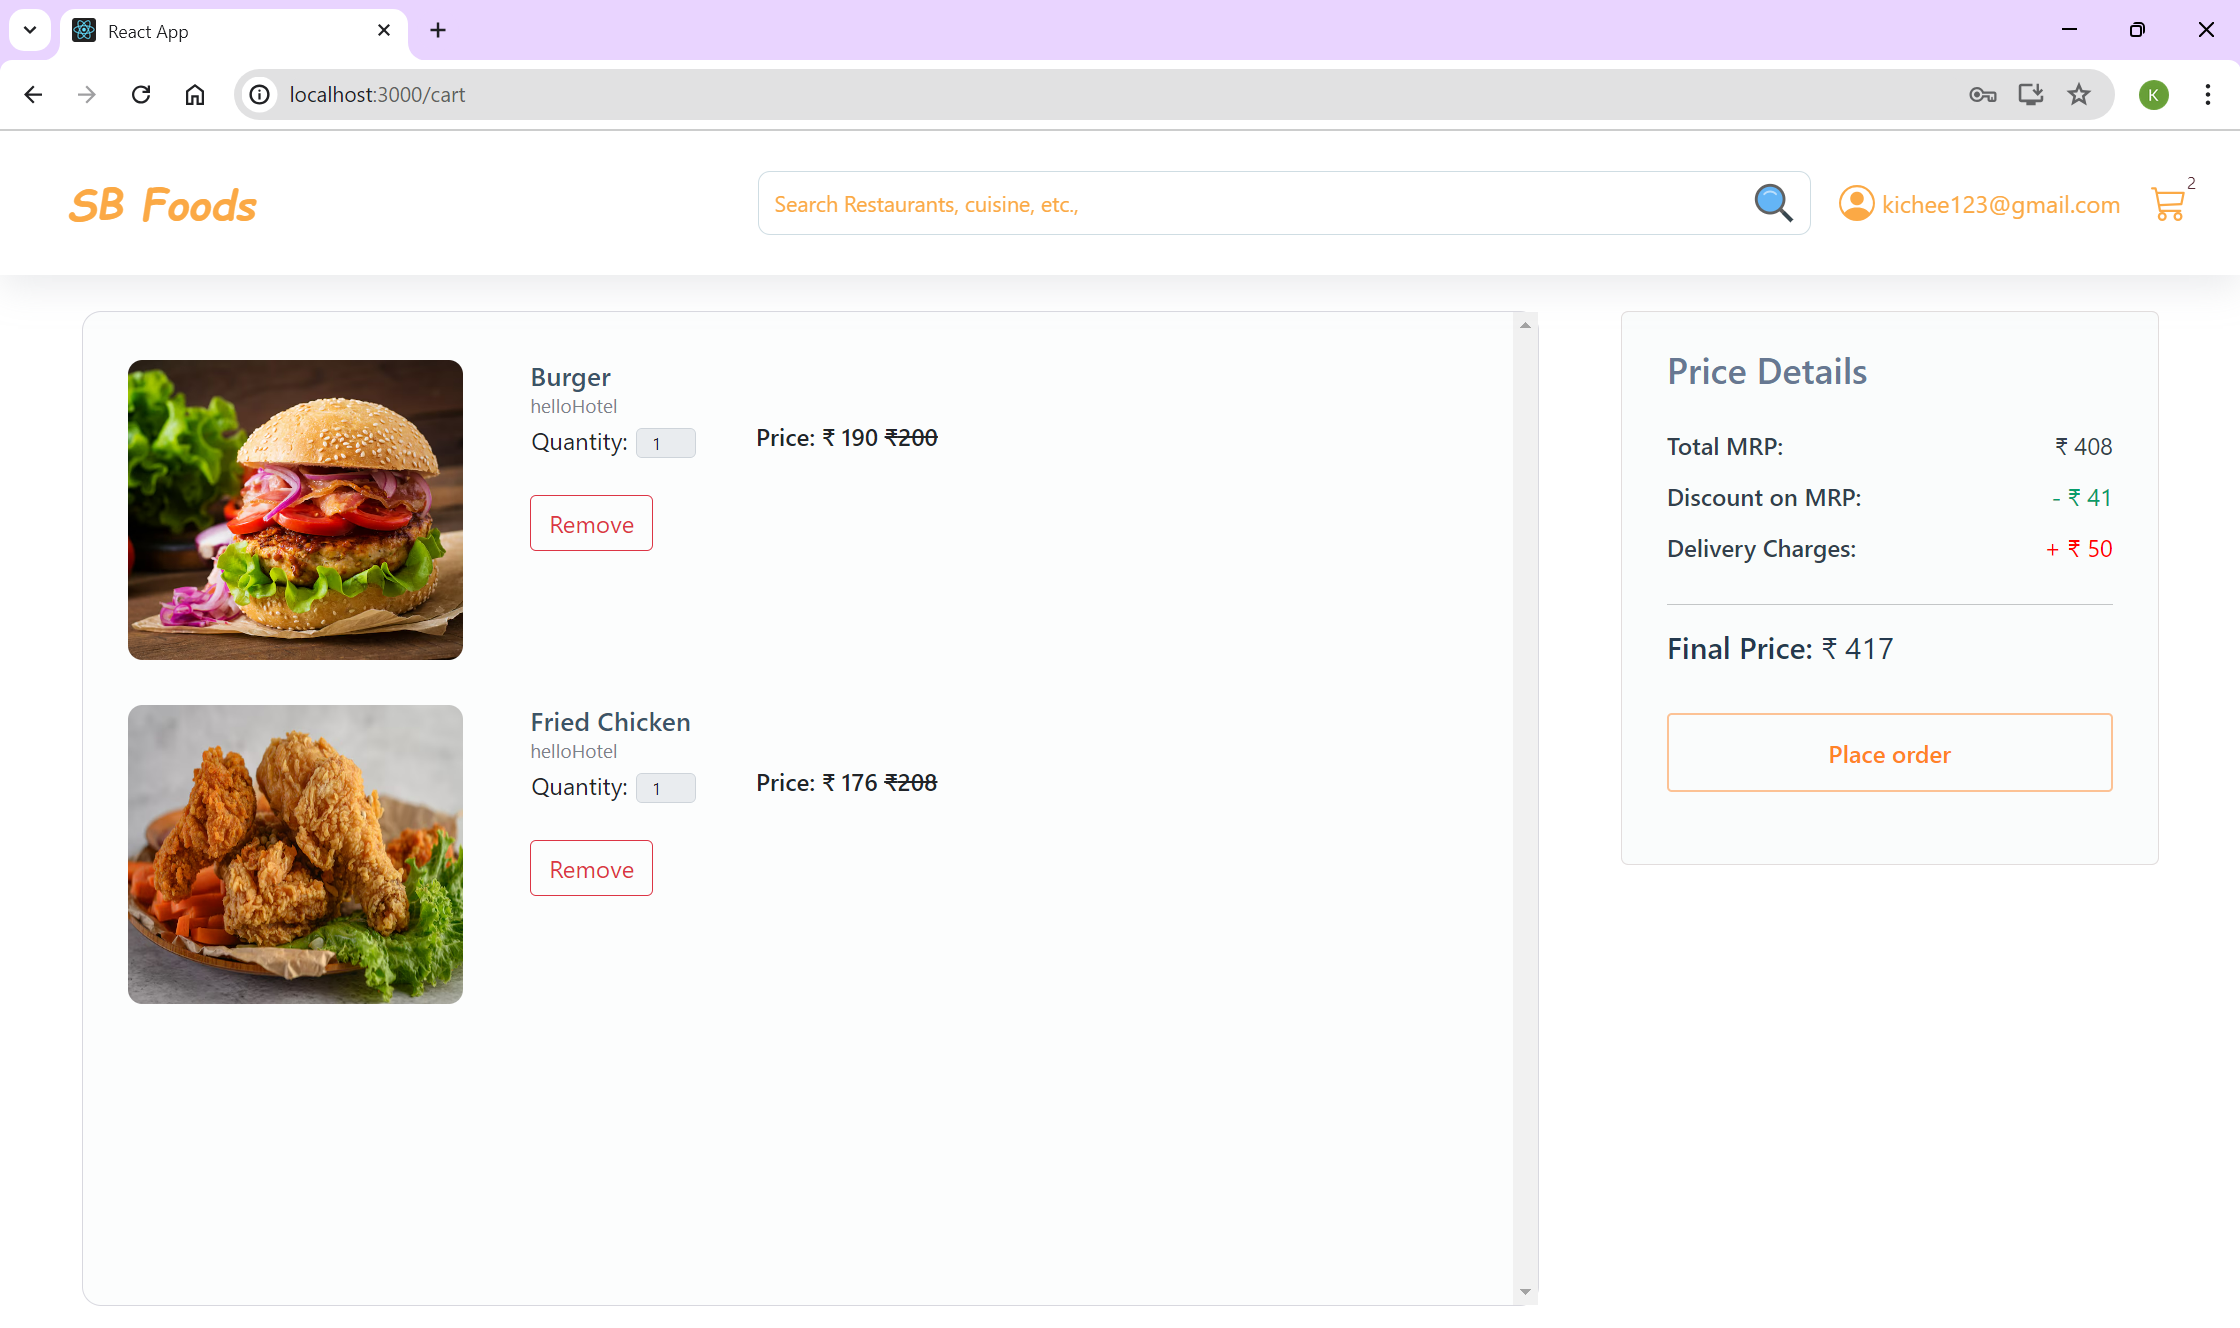 React App
localhost:3000/cart
K
SB Foods
Search Restaurants, cuisine, etc.,
kichee123@gmail.com
2
Burger
helloHotel
Quantity: 1
Price: ₹ 190 ₹200
Remove
Fried Chicken
helloHotel
Quantity: 1
Price: ₹ 176 ₹208
Remove
Price Details
Total MRP: ₹ 408
Discount on MRP: - ₹ 41
Delivery Charges: + ₹ 50
Final Price: ₹ 417
Place order